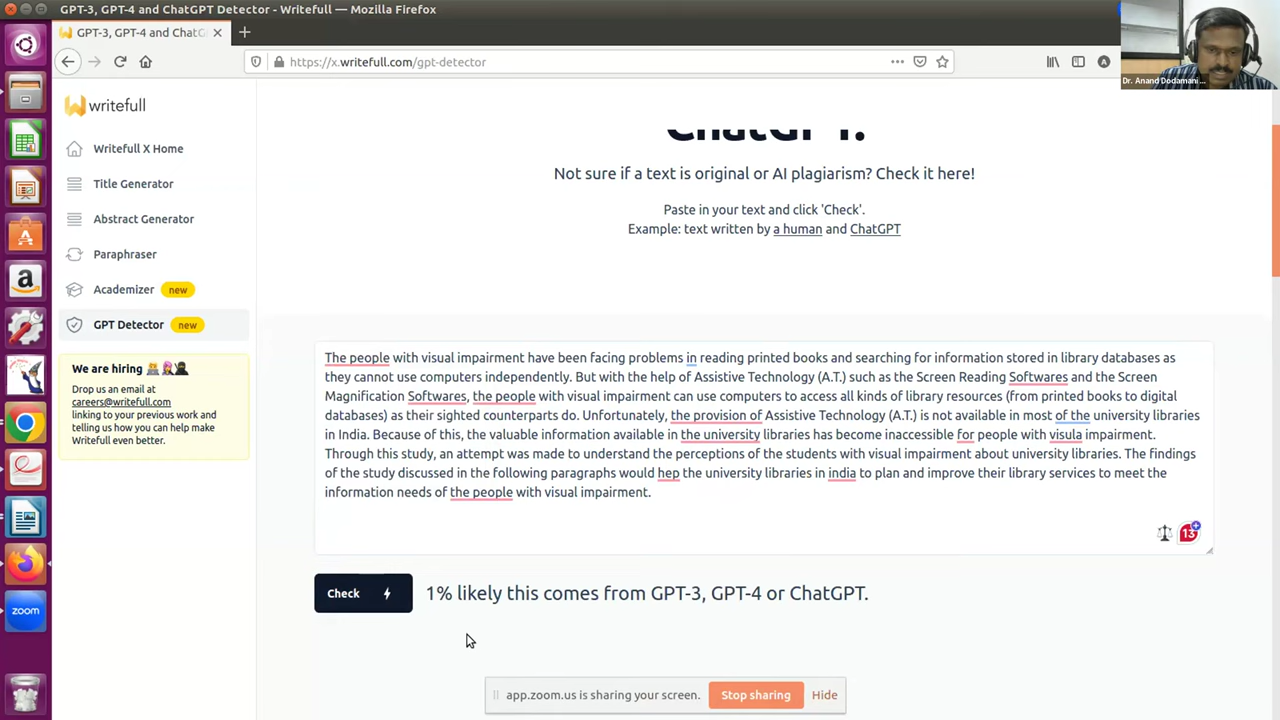 GPT-3, GPT-4 and ChatGPT Detector - Writefull — Mozilla Firefox
GPT-3, GPT-4 and ChatG
https://x.writefull.com/gpt-detector
Dr. Anand Dodamani ...
writefull
Writefull X Home
Title Generator
Abstract Generator
Paraphraser
Academizer new
GPT Detector new
We are hiring
Drop us an email at
careers@writefull.com
linking to your previous work and
telling us how you can help make
Writefull even better.
ChatGPT.
Not sure if a text is original or AI plagiarism? Check it here!
Paste in your text and click 'Check'.
Example: text written by a human and ChatGPT
The people with visual impairment have been facing problems in reading printed books and searching for information stored in library databases as
they cannot use computers independently. But with the help of Assistive Technology (A.T.) such as the Screen Reading Softwares and the Screen
Magnification Softwares, the people with visual impairment can use computers to access all kinds of library resources (from printed books to digital
databases) as their sighted counterparts do. Unfortunately, the provision of Assistive Technology (A.T.) is not available in most of the university libraries
in India. Because of this, the valuable information available in the university libraries has become inaccessible for people with visula impairment.
Through this study, an attempt was made to understand the perceptions of the students with visual impairment about university libraries. The findings
of the study discussed in the following paragraphs would hep the university libraries in india to plan and improve their library services to meet the
information needs of the people with visual impairment.
13
Check
1% likely this comes from GPT-3, GPT-4 or ChatGPT.
app.zoom.us is sharing your screen.
Stop sharing
Hide
zoom